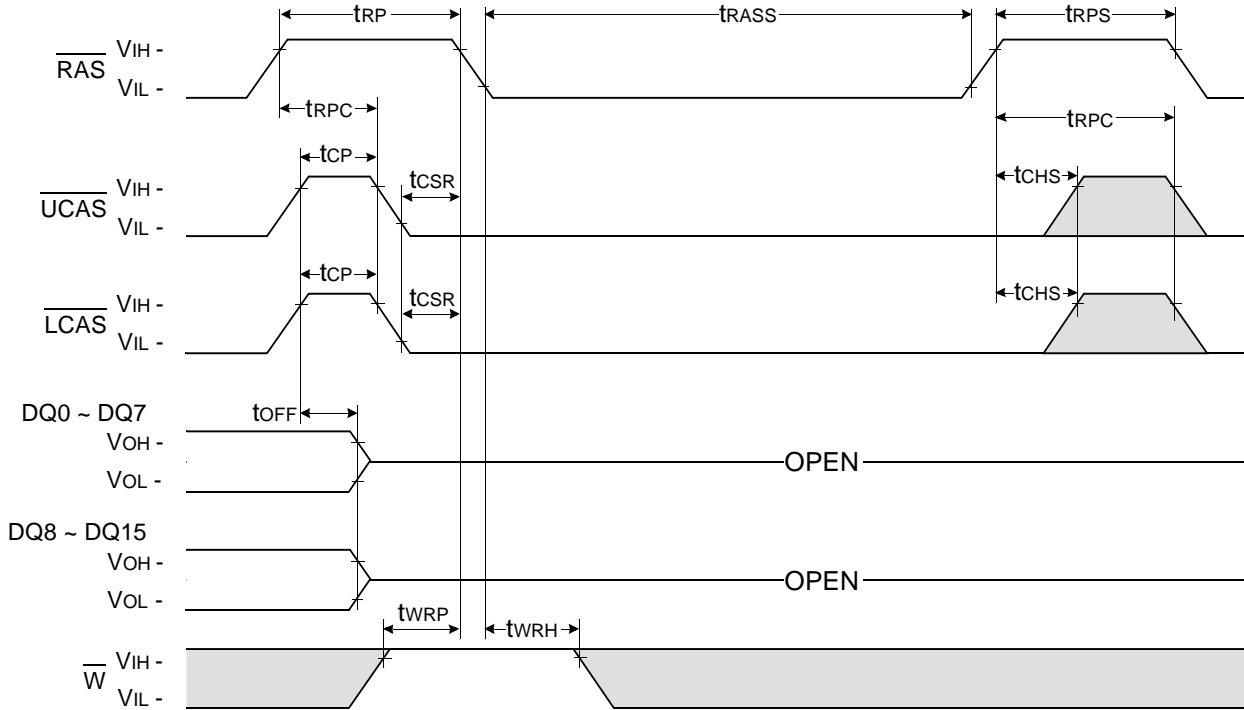 tRP
tRASS
tRPS
RAS
VIH -
VIL -
tRPC
tRPC
tCP
tCSR
tCHS
UCAS
VIH -
VIL -
tCP
tCSR
tCHS
LCAS
VIH -
VIL -
DQ0 ~ DQ7
tOFF
VOH -
VOL -
OPEN
DQ8 ~ DQ15
VOH -
VOL -
OPEN
tWRP
tWRH
W
VIH -
VIL -